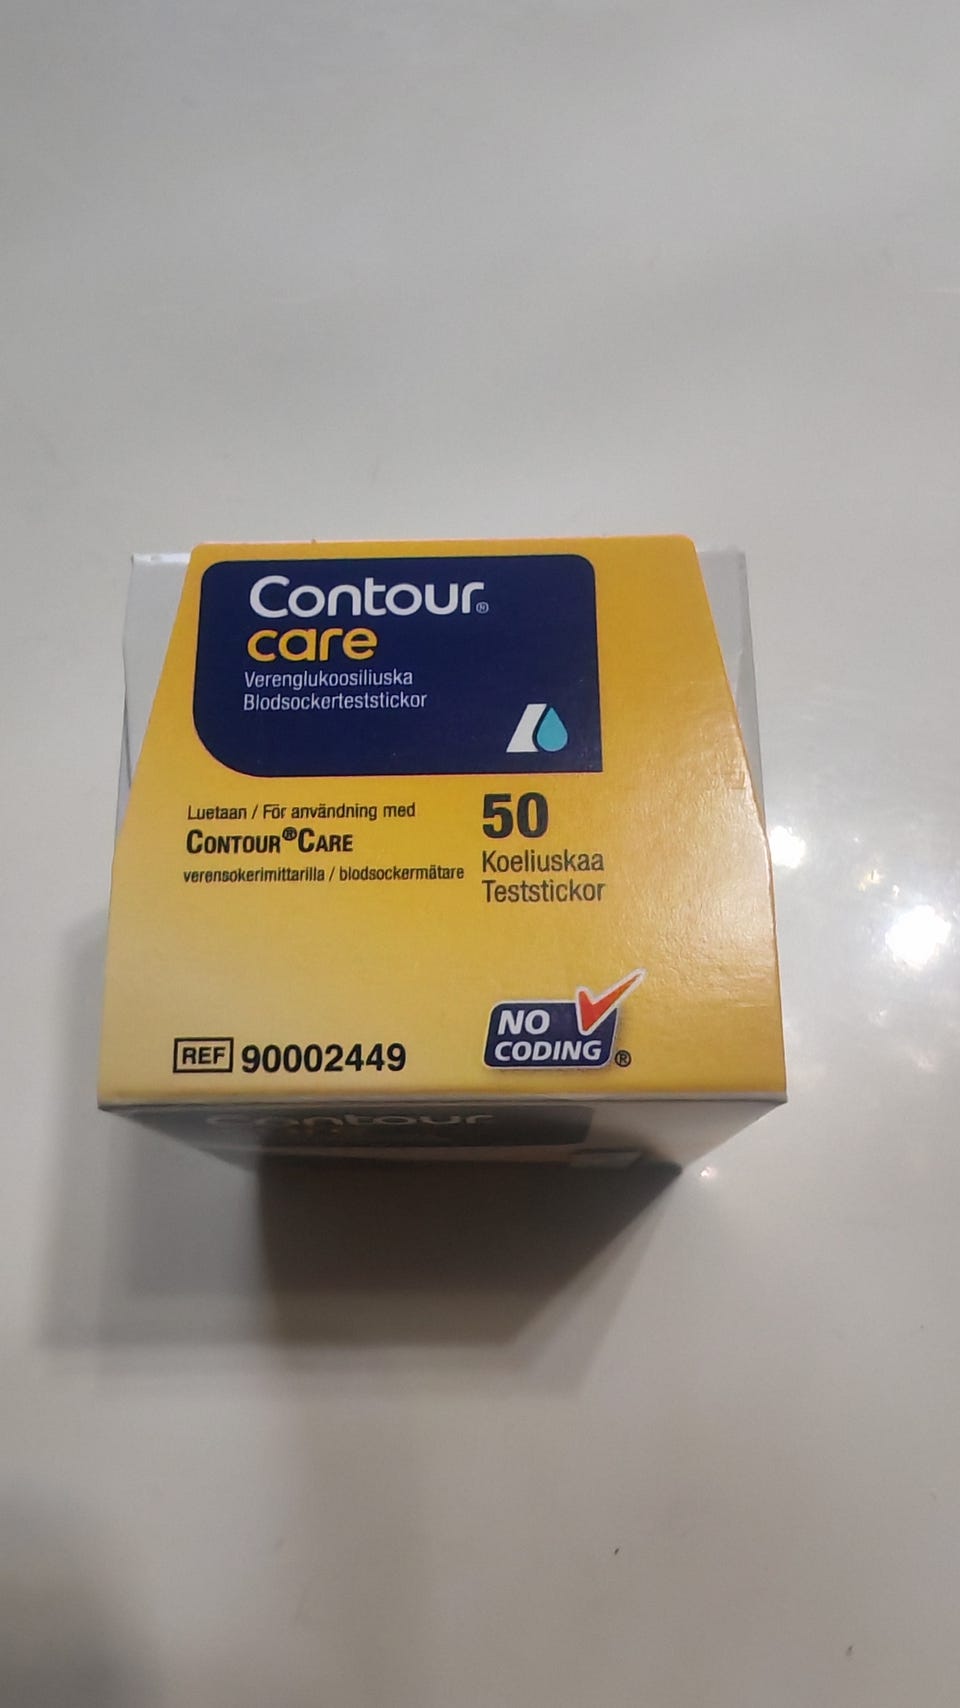 Contour®
care
Verenglukoosiliuska
Blodsockerteststickor
Luetaan / För användning med
CONTOUR®CARE
verensokerimittarilla / blodsockermätare
50
Koeliuskaa
Teststickor
NO
CODING®
REF 90002449
Contour